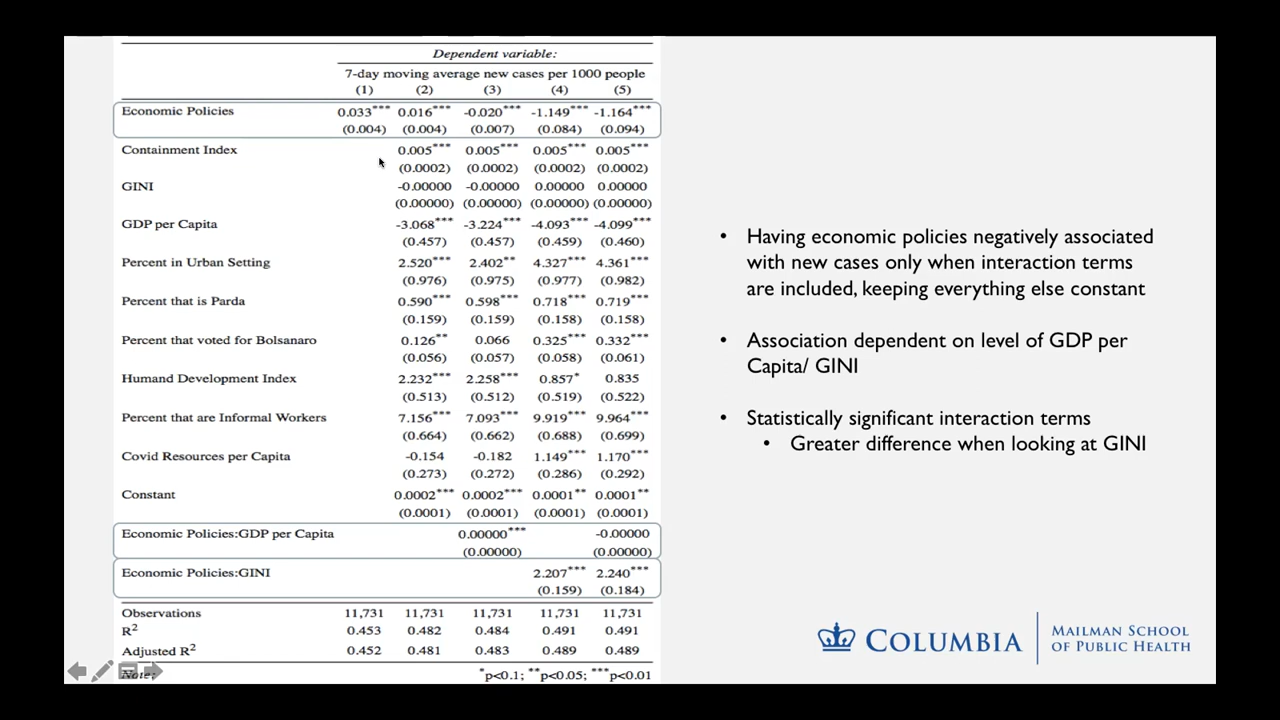 Dependent variable:
7-day moving average new cases per 1000 people
(1) (2) (3) (4) (5)
Economic Policies 0.033*** 0.016*** -0.020*** -1.149*** -1.164***
(0.004) (0.004) (0.007) (0.084) (0.094)
Containment Index 0.005*** 0.005*** 0.005*** 0.005***
(0.0002) (0.0002) (0.0002) (0.0002)
GINI -0.00000 -0.00000 0.00000 0.00000
(0.00000) (0.00000) (0.00000) (0.00000)
GDP per Capita -3.068*** -3.224*** -4.093*** -4.099***
(0.457) (0.457) (0.459) (0.460)
Percent in Urban Setting 2.520*** 2.402** 4.327*** 4.361***
(0.976) (0.975) (0.977) (0.982)
Percent that is Parda 0.590*** 0.598*** 0.718*** 0.719***
(0.159) (0.159) (0.158) (0.158)
Percent that voted for Bolsanaro 0.126** 0.066 0.325*** 0.332***
(0.056) (0.057) (0.058) (0.061)
Humand Development Index 2.232*** 2.258*** 0.857* 0.835
(0.513) (0.512) (0.519) (0.522)
Percent that are Informal Workers 7.156*** 7.093*** 9.919*** 9.964***
(0.664) (0.662) (0.688) (0.699)
Covid Resources per Capita -0.154 -0.182 1.149*** 1.170***
(0.273) (0.272) (0.286) (0.292)
Constant 0.0002*** 0.0002*** 0.0001** 0.0001**
(0.0001) (0.0001) (0.0001) (0.0001)
Economic Policies:GDP per Capita 0.00000*** -0.00000
(0.00000) (0.00000)
Economic Policies:GINI 2.207*** 2.240***
(0.159) (0.184)
Observations 11,731 11,731 11,731 11,731 11,731
R2 0.453 0.482 0.484 0.491 0.491
Adjusted R2 0.452 0.481 0.483 0.489 0.489
Note: *p<0.1; **p<0.05; ***p<0.01
• Having economic policies negatively associated
with new cases only when interaction terms
are included, keeping everything else constant
• Association dependent on level of GDP per
Capita/ GINI
• Statistically significant interaction terms
• Greater difference when looking at GINI
COLUMBIA
MAILMAN SCHOOL
OF PUBLIC HEALTH